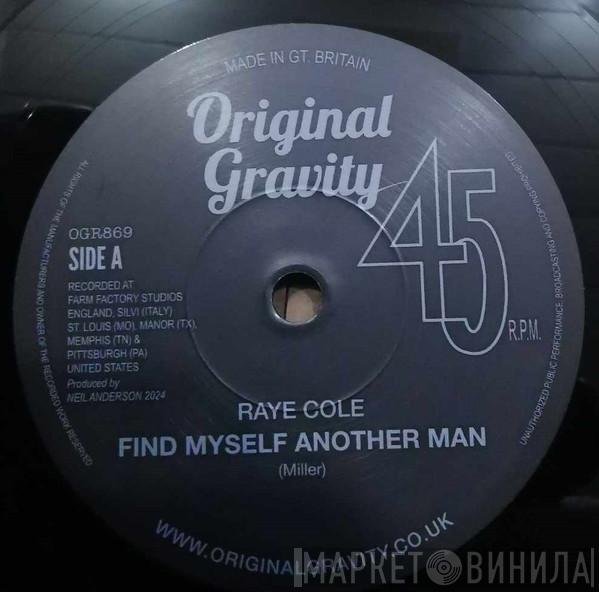 MADE IN GT. BRITAIN
Original
Gravity
45
R.P.M.
OGR869
SIDE A
RECORDED AT
FARM FACTORY STUDIOS
ENGLAND, SILVI (ITALY)
ST. LOUIS (MO), MANOR (TX),
MEMPHIS (TN) &
PITTSBURGH (PA)
UNITED STATES
Produced by
NEIL ANDERSON 2024
RAYE COLE
FIND MYSELF ANOTHER MAN
(Miller)
WWW.ORIGINALGRAVITY.CO.UK
ALL RIGHTS OF THE MANUFACTURERS AND OWNER OF THE RECORDED WORK RESERVED
UNAUTHORIZED PUBLIC PERFORMANCE, BROADCASTING AND COPYING PROHIBITED
МАРКЕТ ВИНИЛА